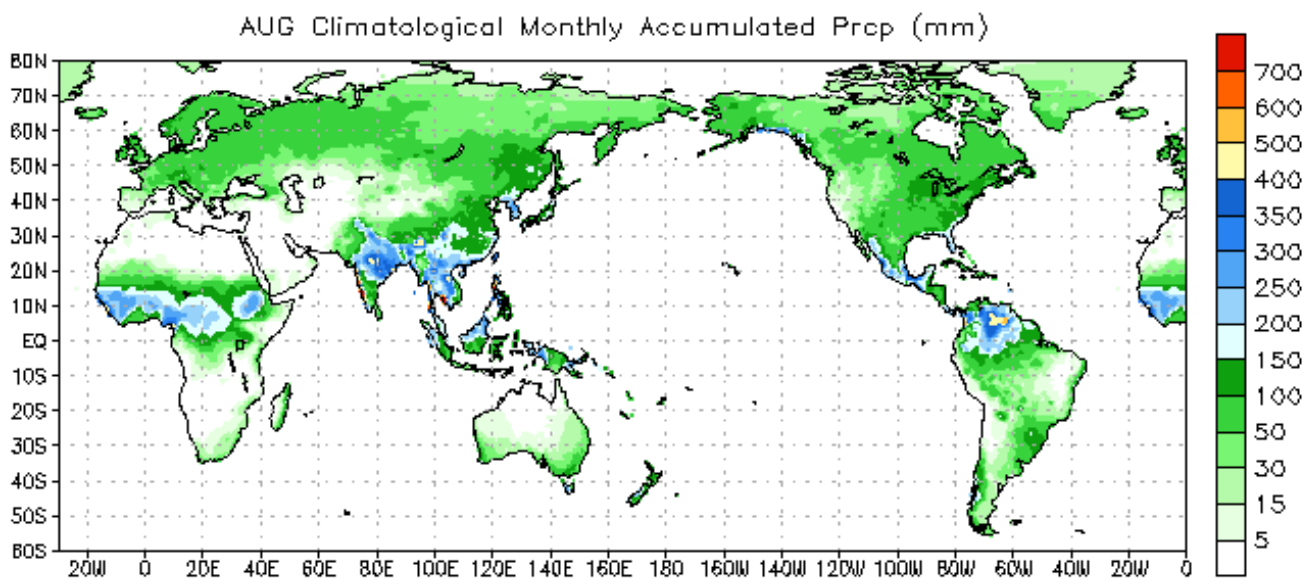 AUG Climatological Monthly Accumulated Prcp (mm)
80N
70N
60N
50N
40N
30N
20N
10N
EQ
10S
20S
30S
40S
50S
60S
20W 0 20E 40E 60E 80E 100E 120E 140E 160E 180 160W 140W 120W 100W 80W 60W 40W 20W 0
700
600
500
400
350
300
250
200
150
100
50
30
15
5